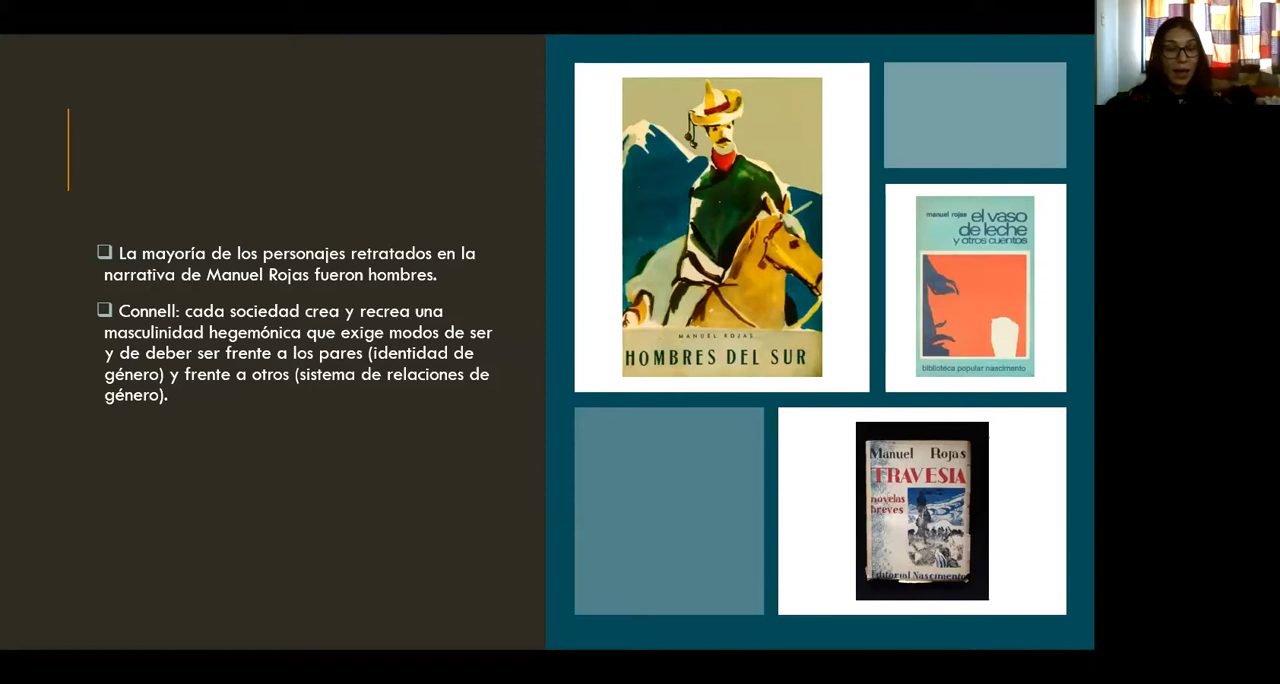 La mayoría de los personajes retratados en la
narrativa de Manuel Rojas fueron hombres.
Connell: cada sociedad crea y recrea una
masculinidad hegemónica que exige modos de ser
y de deber ser frente a los pares (identidad de
género) y frente a otros (sistema de relaciones de
género).
MANUEL ROJAS
HOMBRES DEL SUR
manuel rojas
el vaso
de leche
y otros cuentos
biblioteca popular nascimento
Manuel Rojas
TRAVESIA
novelas
breves
Editorial Nascimento